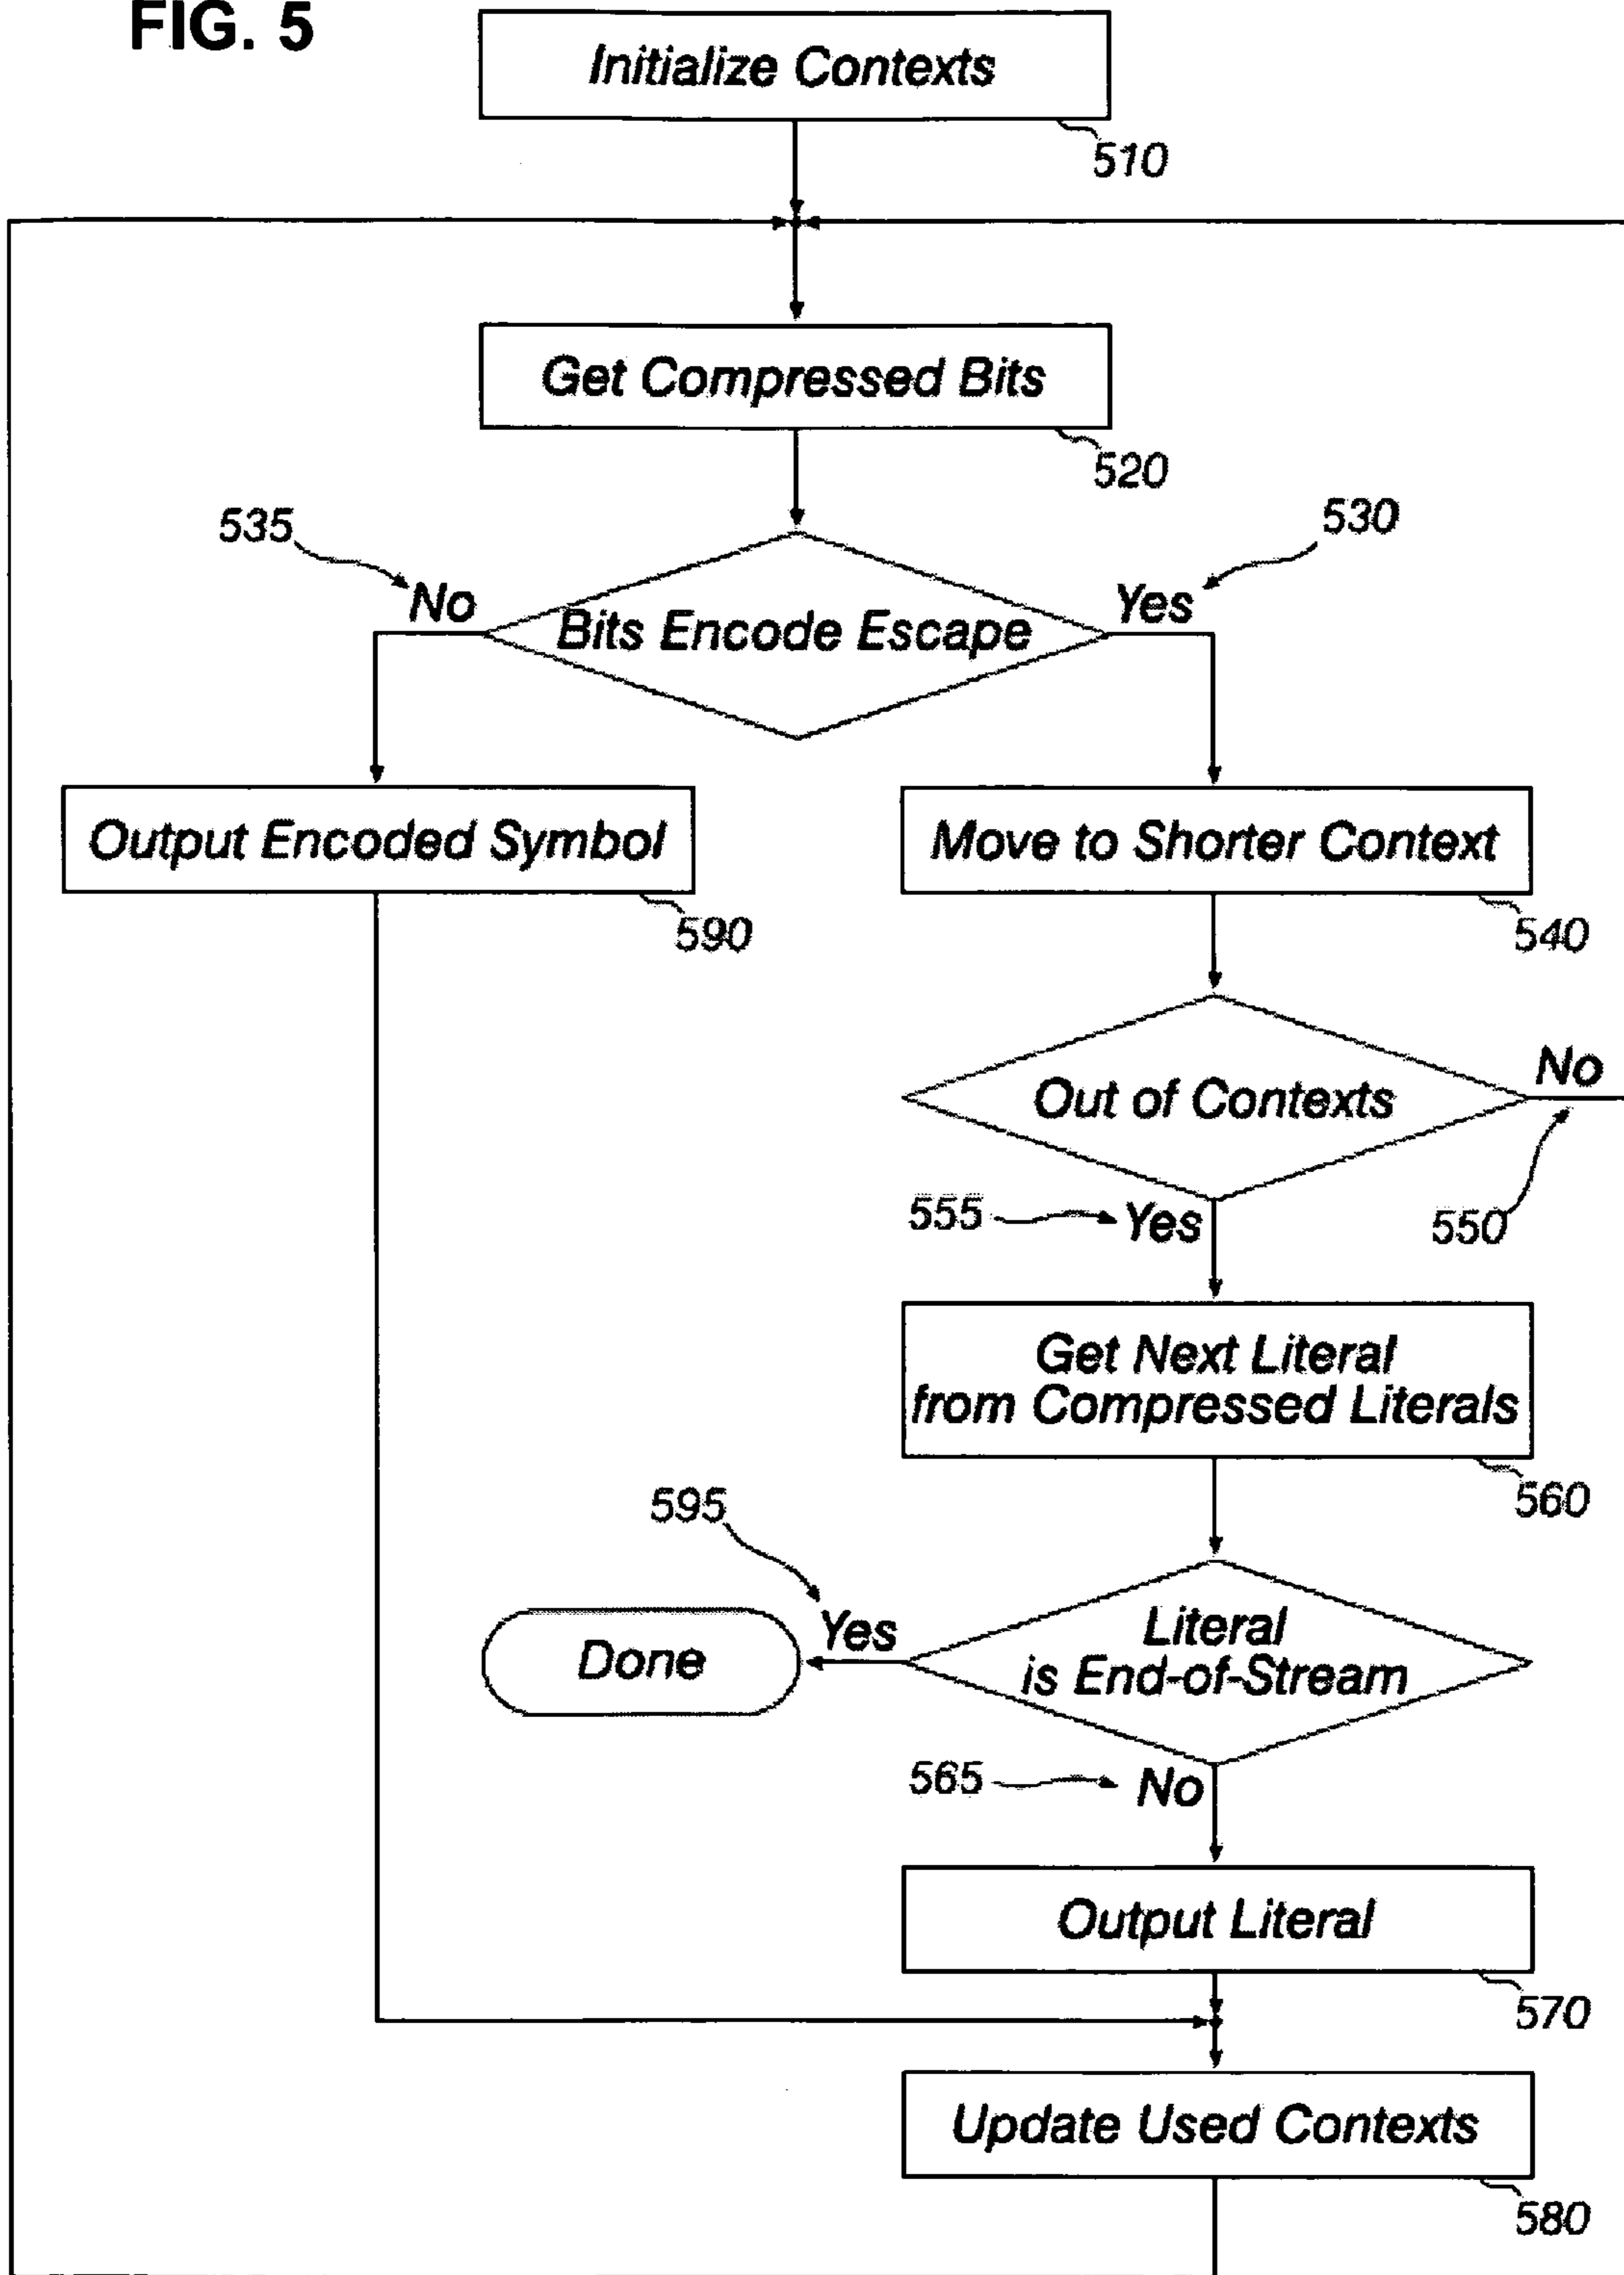 FIG. 5
Initialize Contexts
510
Get Compressed Bits
520
535
530
No
Yes
Bits Encode Escape
Output Encoded Symbol
590
Move to Shorter Context
540
Out of Contexts
No
555
Yes
550
Get Next Literal
from Compressed Literals
560
595
Done
Yes
Literal
is End-of-Stream
565
No
Output Literal
570
Update Used Contexts
580